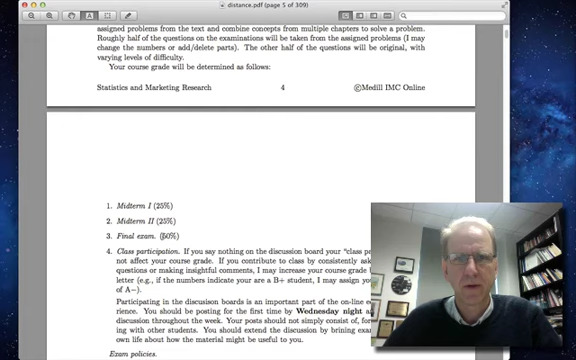 distance.pdf (page 5 of 309)
assigned problems from the text and combine concepts from multiple chapters to solve a problem.
Roughly half of the questions on the examinations will be taken from the assigned problems (I may
change the numbers or add/delete parts). The other half of the questions will be original, with
varying levels of difficulty.
Your course grade will be determined as follows:
Statistics and Marketing Research 4 ©Medill IMC Online
1. Midterm I (25%)
2. Midterm II (25%)
3. Final exam. (50%)
4. Class participation. If you say nothing on the discussion board your "class pa
not affect your course grade. If you contribute to class by consistently ask
questions or making insightful comments, I may increase your course grade
letter (e.g., if the numbers indicate your are a B+ student, I may assign you
of A−).
Participating in the discusion boards is an important part of the on-line e
rience. You should be posting for the first time by Wednesday night an
discussion throughout the week. Your posts should not simply consist of, for
ing with other students. You should extend the discussion by brining exam
own life about how the material might be useful to you.
Exam policies.